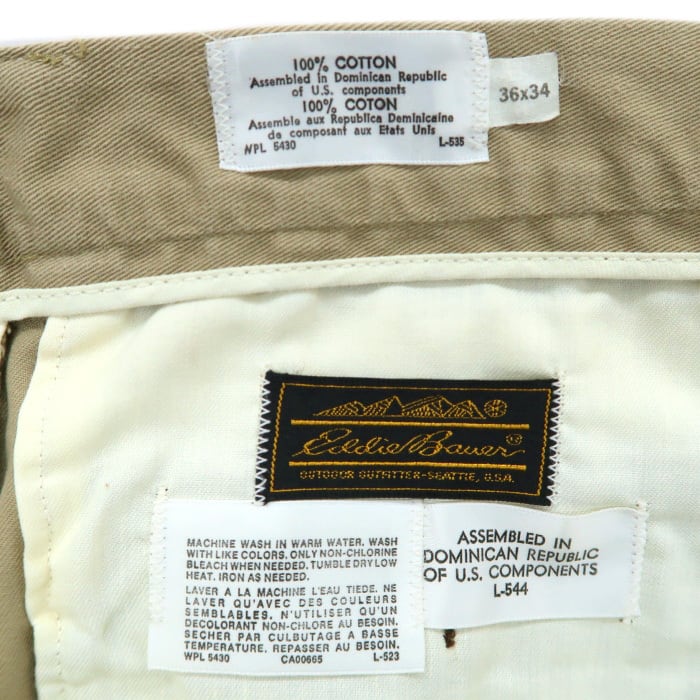 100% COTTON
Assembled in Dominican Republic
of U.S. components
100% COTON
Assemble aux Republica Deminicaine
de composant aux Etats Unis
WPL 5430 L-535
36x34
Eddie Bauer®
OUTDOOR OUTFITTER-SEATTLE, U.S.A.
MACHINE WASH IN WARM WATER. WASH
WITH LIKE COLORS. ONLY NON-CHLORINE
BLEACH WHEN NEEDED. TUMBLE DRY LOW
HEAT. IRON AS NEEDED.
LAVER A LA MACHINE L'EAU TIEDE. NE
LAVER QU'AVEC DES COULEURS
SEMBLABLES. N'UTILISER QU'UN
DECOLORANT NON-CHLORE AU BESOIN.
SECHER PAR CULBUTAGE A BASSE
TEMPERATURE. REPASSER AU BESOIN.
WPL 5430 CA00665 L-523
ASSEMBLED IN
DOMINICAN REPUBLIC
OF U.S. COMPONENTS
L-544